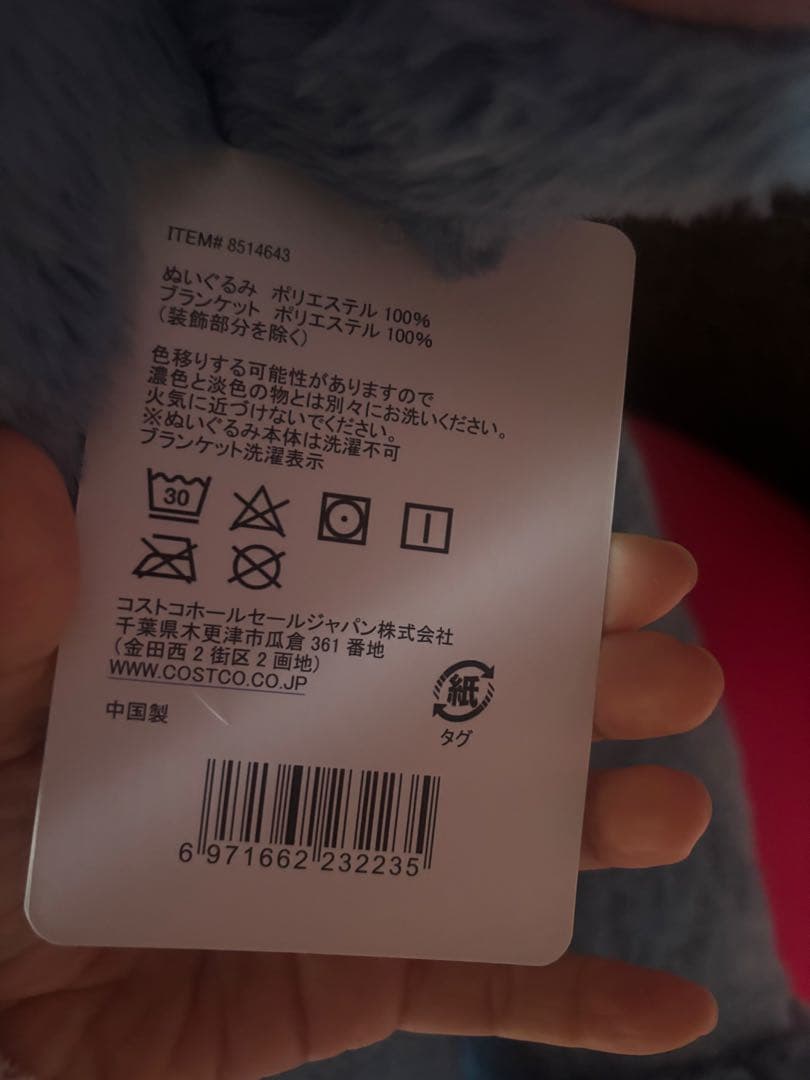 ITEM# 8514643
ぬいぐるみ ポリエステル 100%
ブランケット ポリエステル 100%
（装飾部分を除く）
色移りする可能性がありますので
濃色と淡色の物とは別々にお洗いください。
火気に近づけないでください。
※ぬいぐるみ本体は洗濯不可
ブランケット洗濯表示
30
コストコホールセールジャパン株式会社
千葉県木更津市瓜倉 361 番地
（金田西 2 街区 2 画地）
WWW.COSTCO.CO.JP
紙
タグ
中国製
6 971662 232235